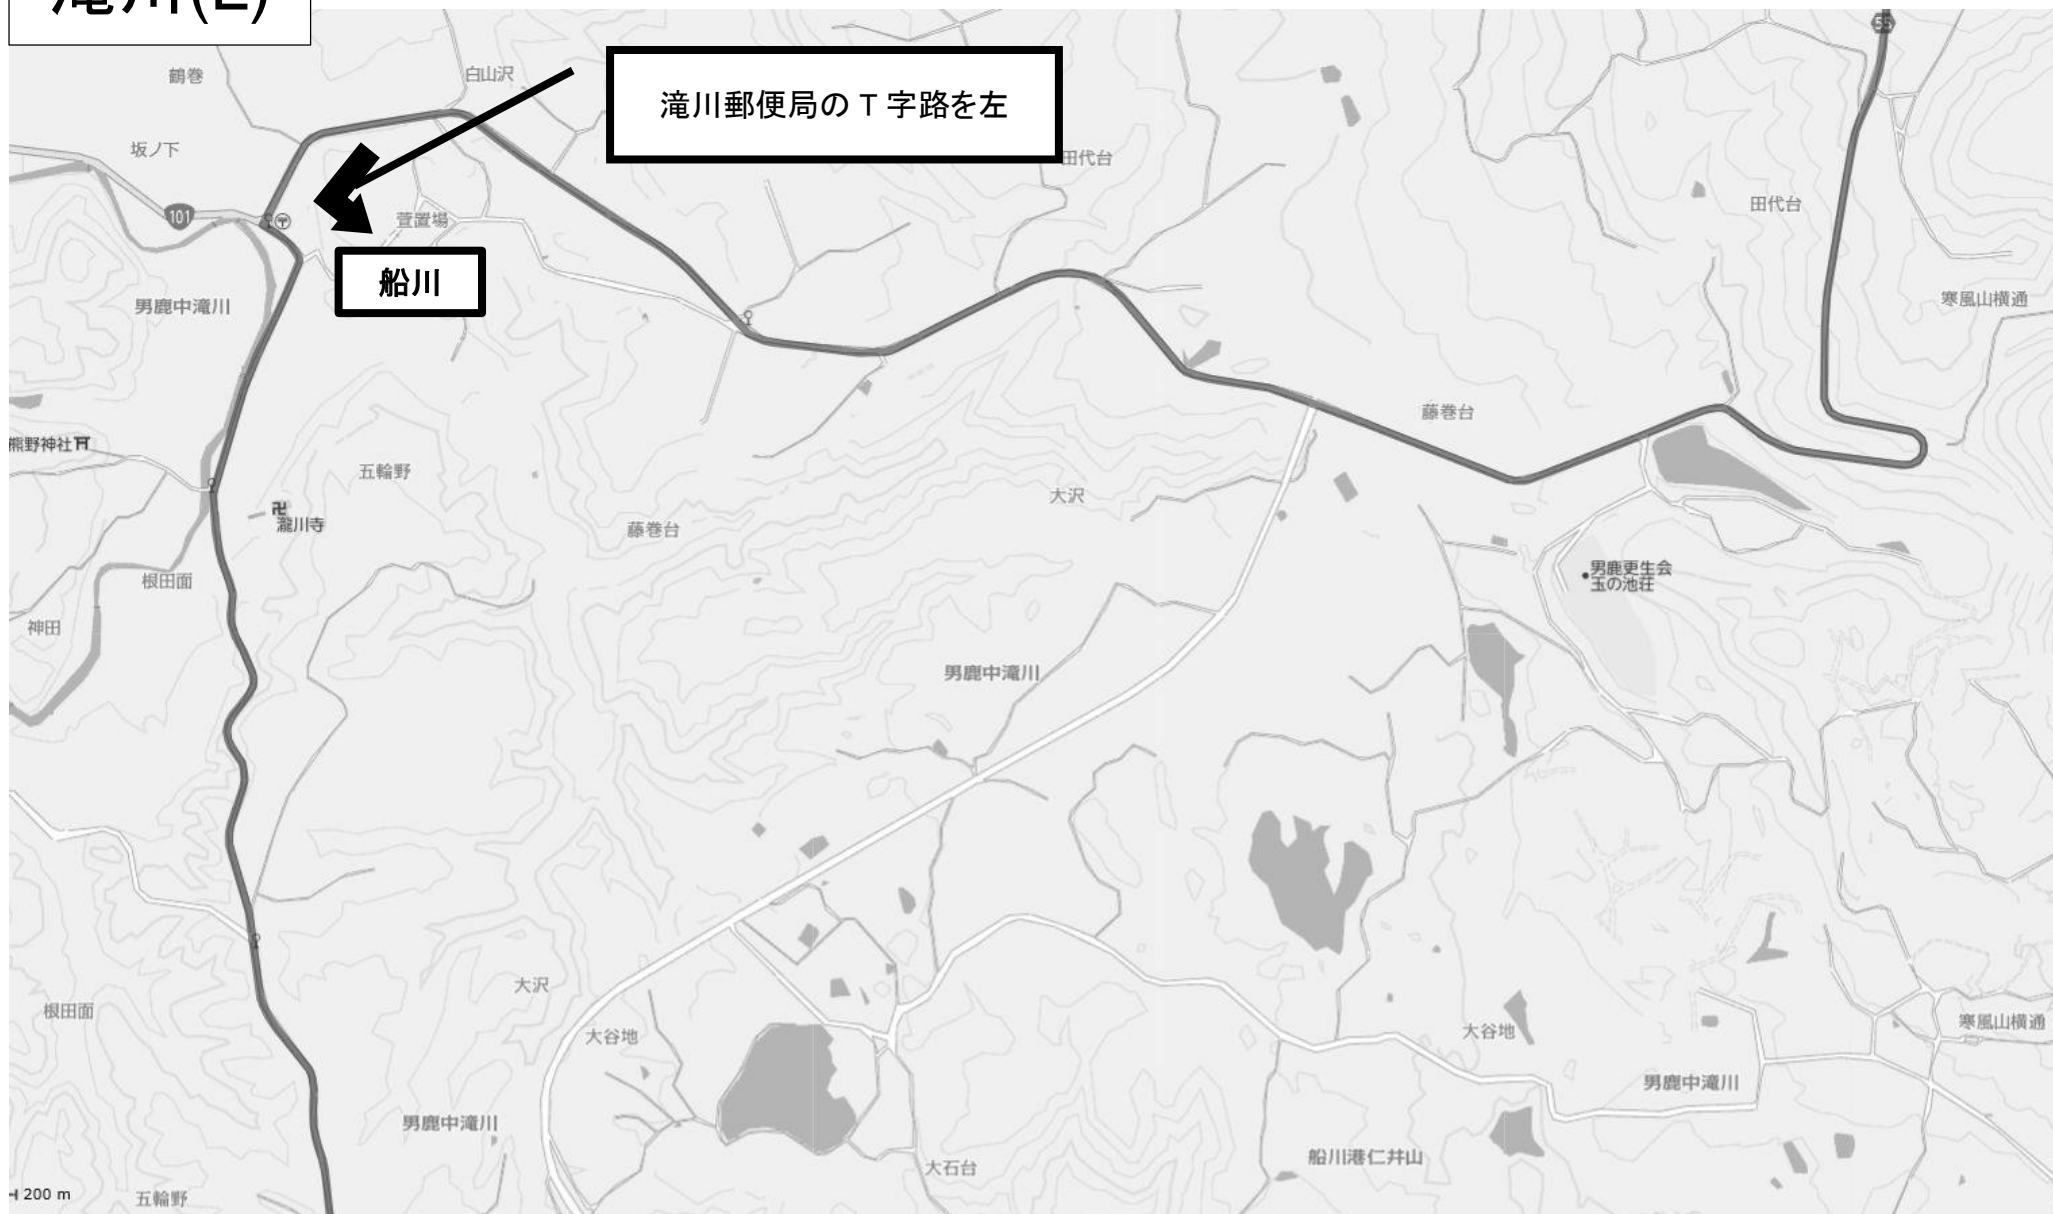 滝川(L)
55
鶴巻
白山沢
滝川郵便局の T 字路を左
坂ノ下
田代台
田代台
101
萱置場
船川
男鹿中滝川
寒風山横通
藤巻台
熊野神社
五輪野
大沢
瀧川寺
藤巻台
根田面
男鹿更生会
玉の池荘
神田
男鹿中滝川
大沢
根田面
大谷地
大谷地
寒風山横通
男鹿中滝川
男鹿中滝川
船川港仁井山
大石台
200 m
五輪野